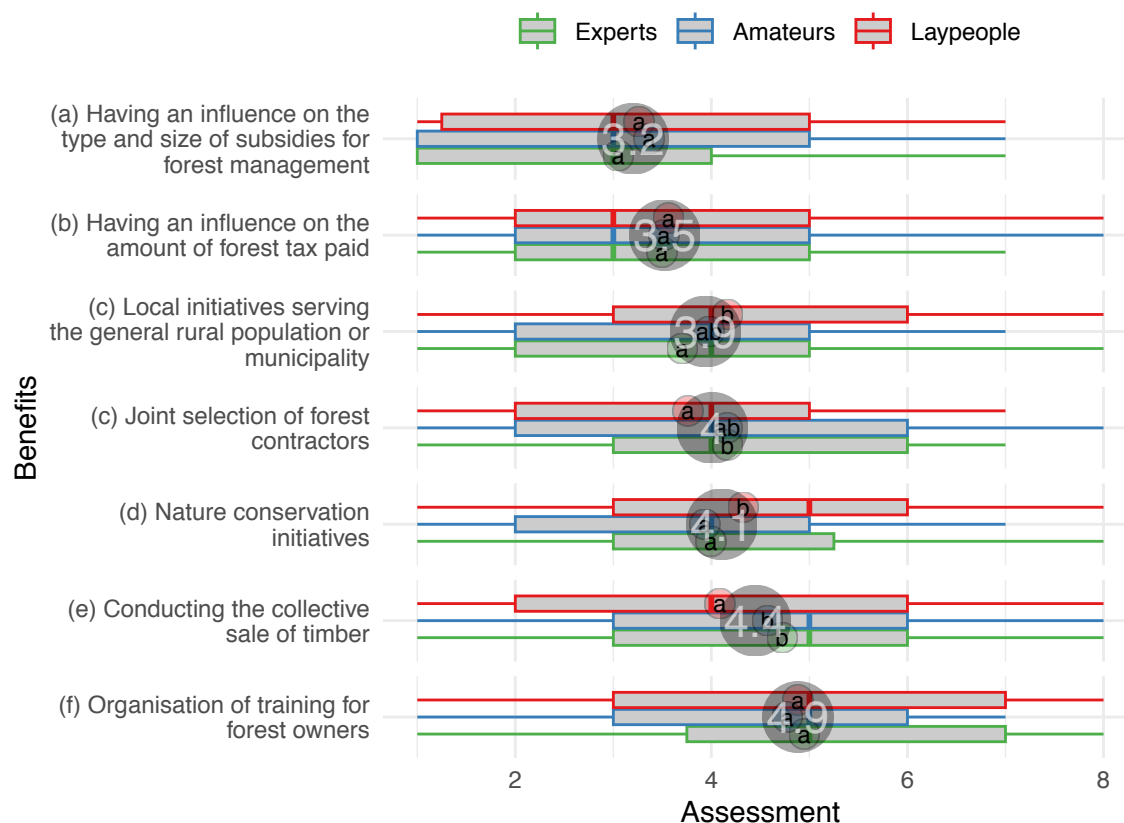 Experts Amateurs Laypeople
(a) Having an influence on the
type and size of subsidies for
forest management
a
3.2
a
a
(b) Having an influence on the
amount of forest tax paid
a
3.5
a
a
(c) Local initiatives serving
the general rural population or
municipality
b
3.9
ab
a
(c) Joint selection of forest
contractors
a
4
ab
b
(d) Nature conservation
initiatives
b
4.1
a
a
(e) Conducting the collective
sale of timber
a
4.4
b
b
(f) Organisation of training for
forest owners
a
4.9
a
a
Benefits
2 4 6 8
Assessment